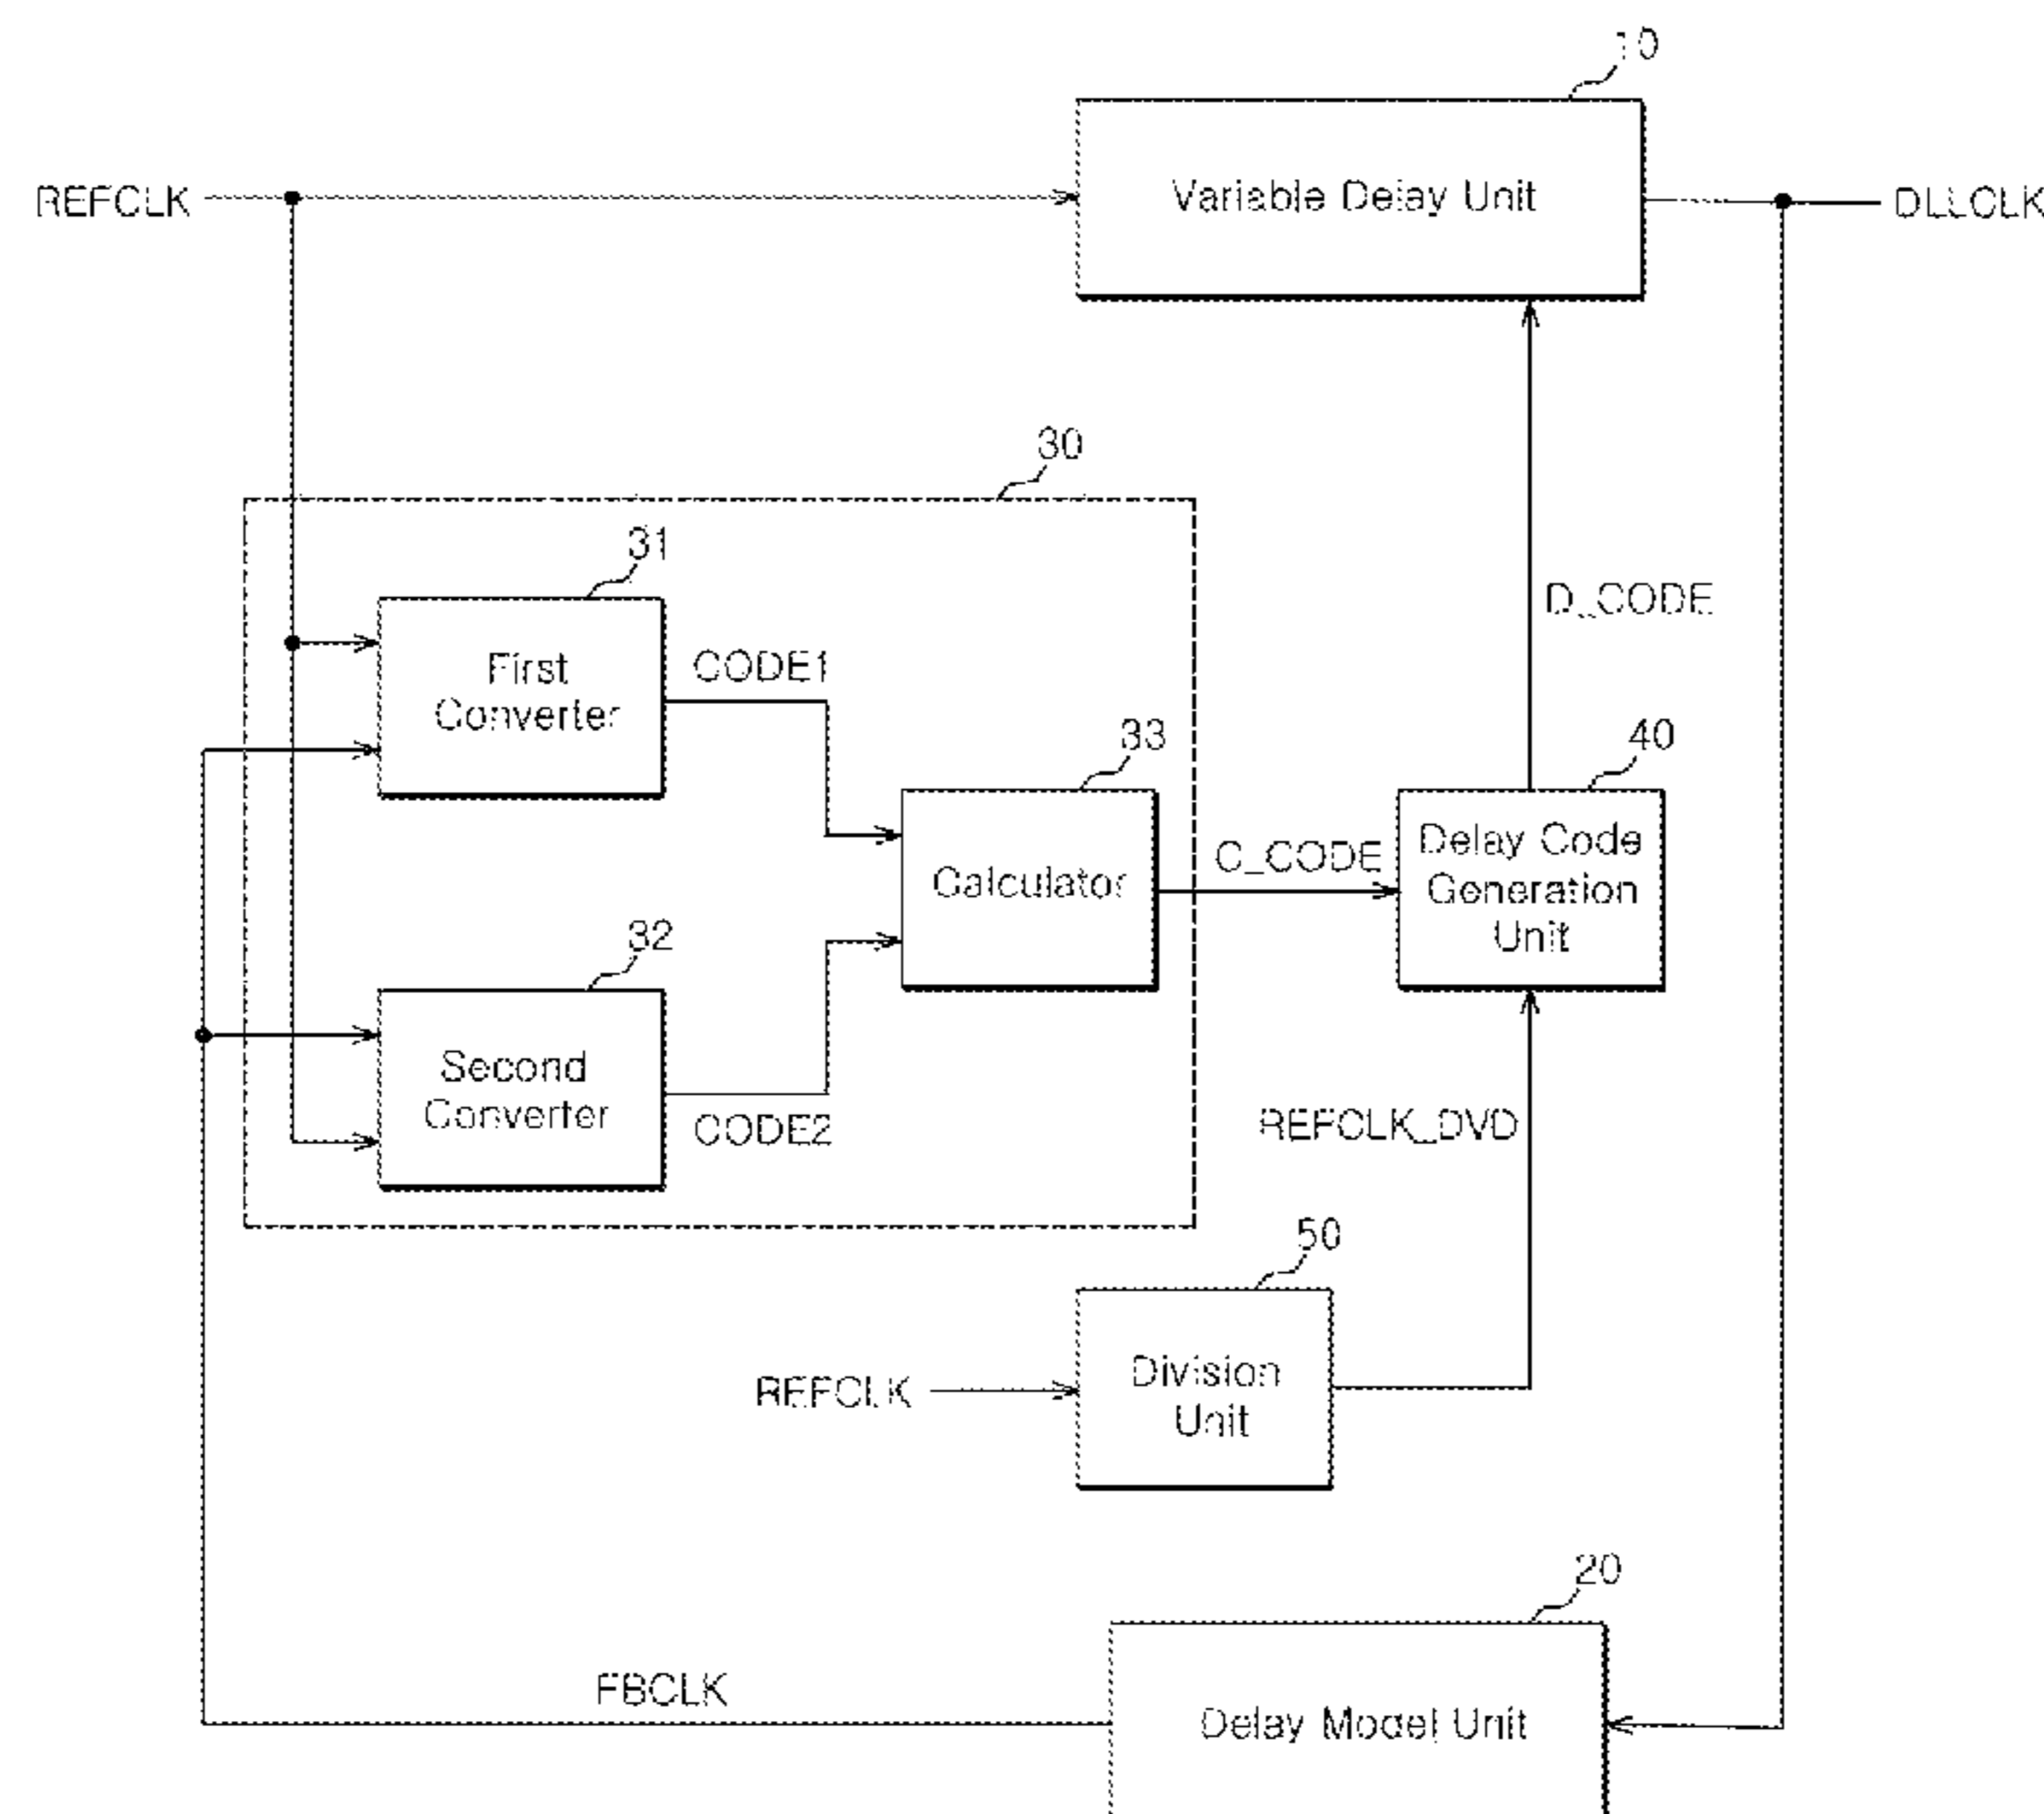 10
REFCLK
Variable Delay Unit
DLLCLK
30
31
D_CODE
First
Converter
CODE1
33
40
Calculator
C_CODE
Delay Code
Generation
Unit
32
Second
Converter
CODE2
REFCLK_DVD
50
REFCLK
Division
Unit
20
FBCLK
Delay Model Unit